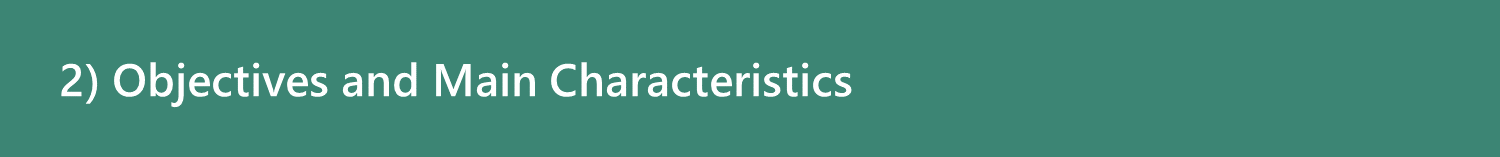 2) Objectives and Main Characteristics